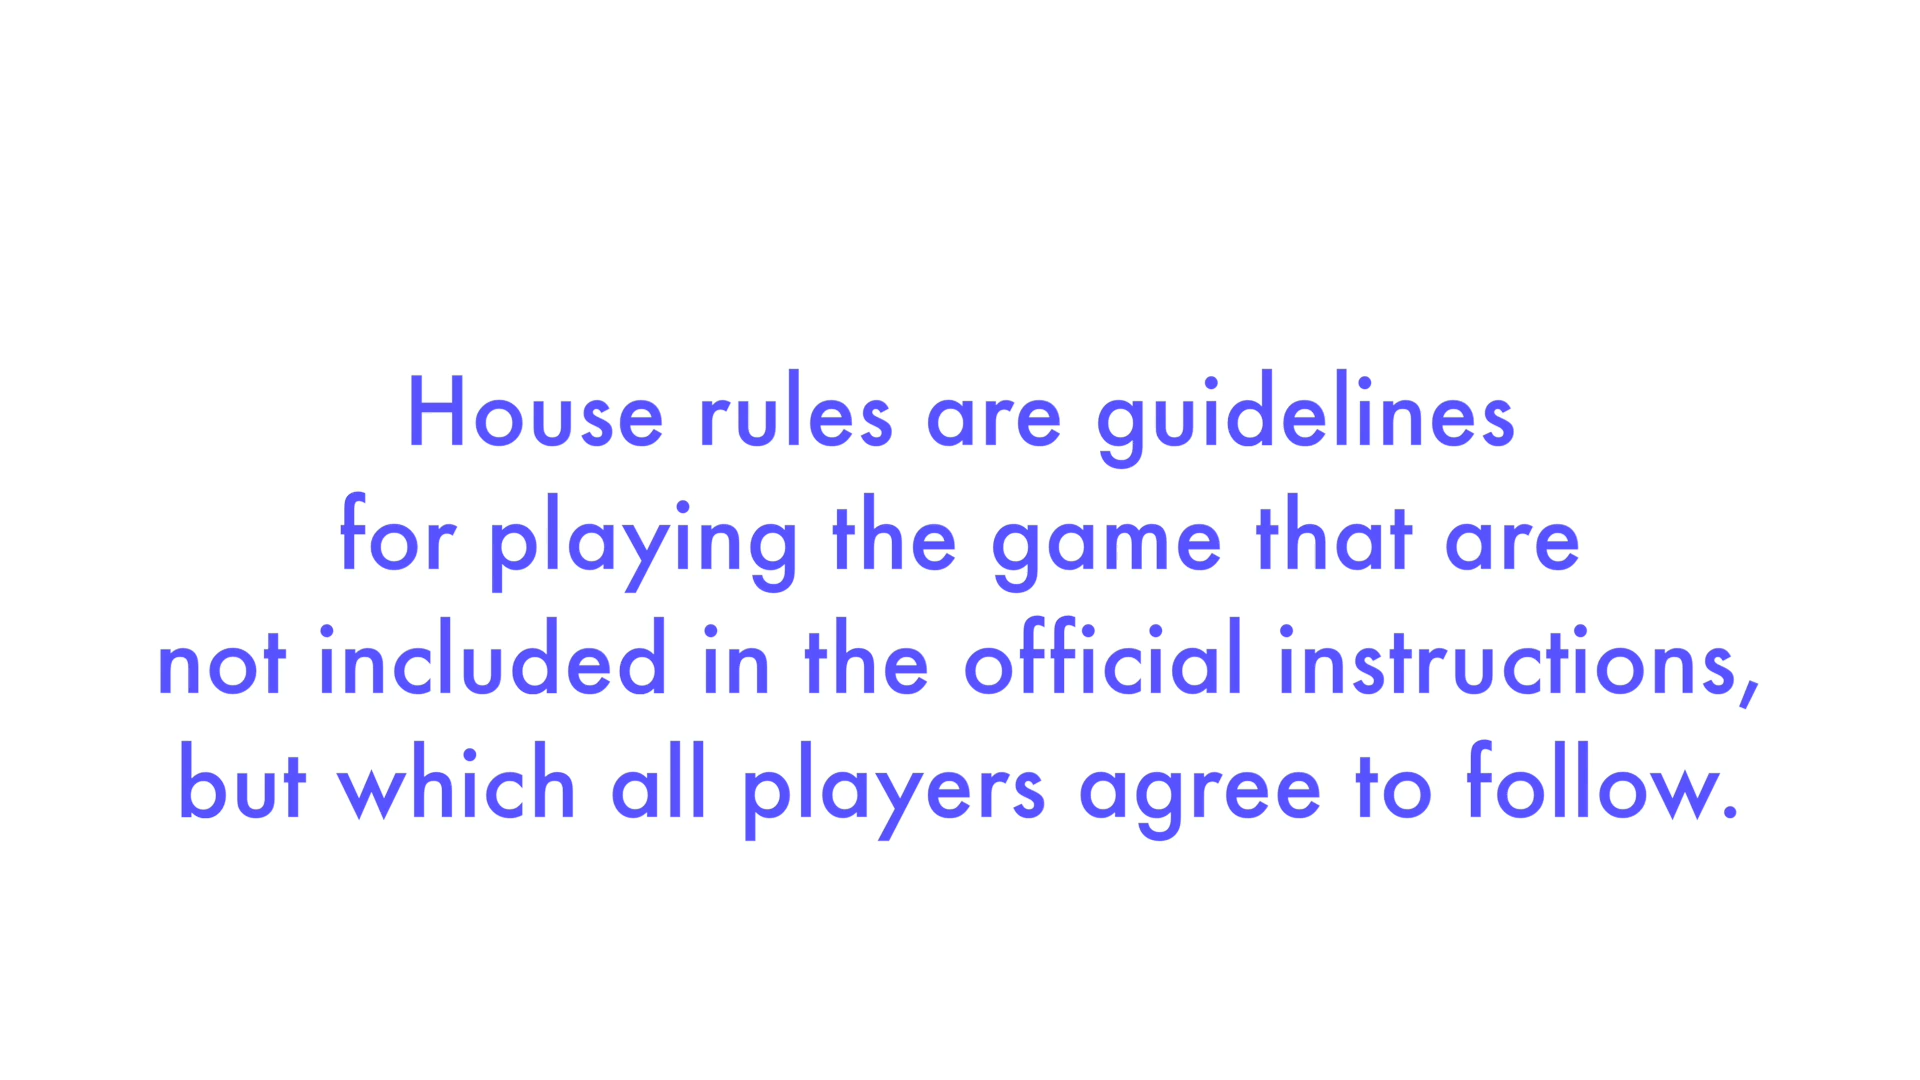 House rules are guidelines
for playing the game that are
not included in the official instructions,
but which all players agree to follow.